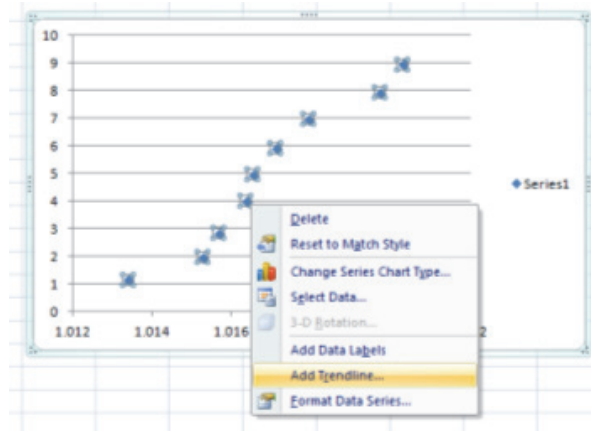 10
9
8
7
6
5
4
3
2
1
0
Series1
Delete
Reset to Match Style
Change Series Chart Type...
Select Data...
3-D Rotation...
Add Data Labels
Add Trendline...
Format Data Series...
1.012 1.014 1.016 2